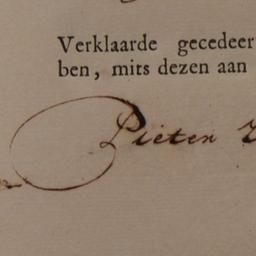 Verklaarde gecedeer
ben, mits dezen aan
Pieter